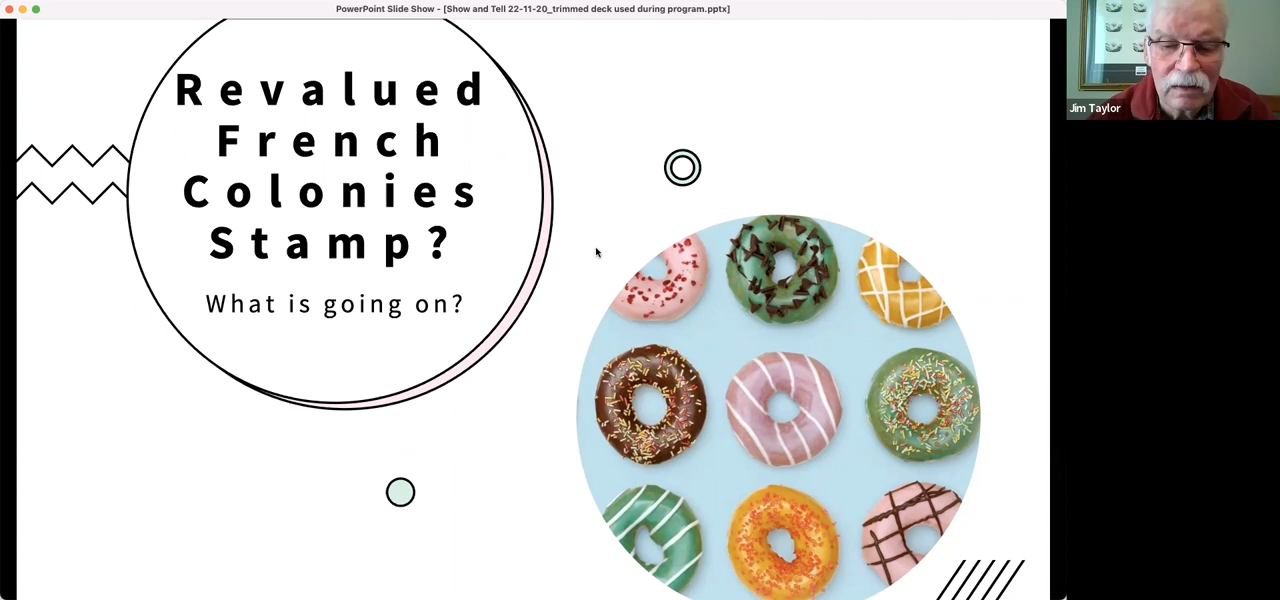 PowerPoint Slide Show - [Show and Tell 22-11-20_trimmed deck used during program.pptx]
Revalued
French
Colonies
Stamp?
What is going on?
Jim Taylor